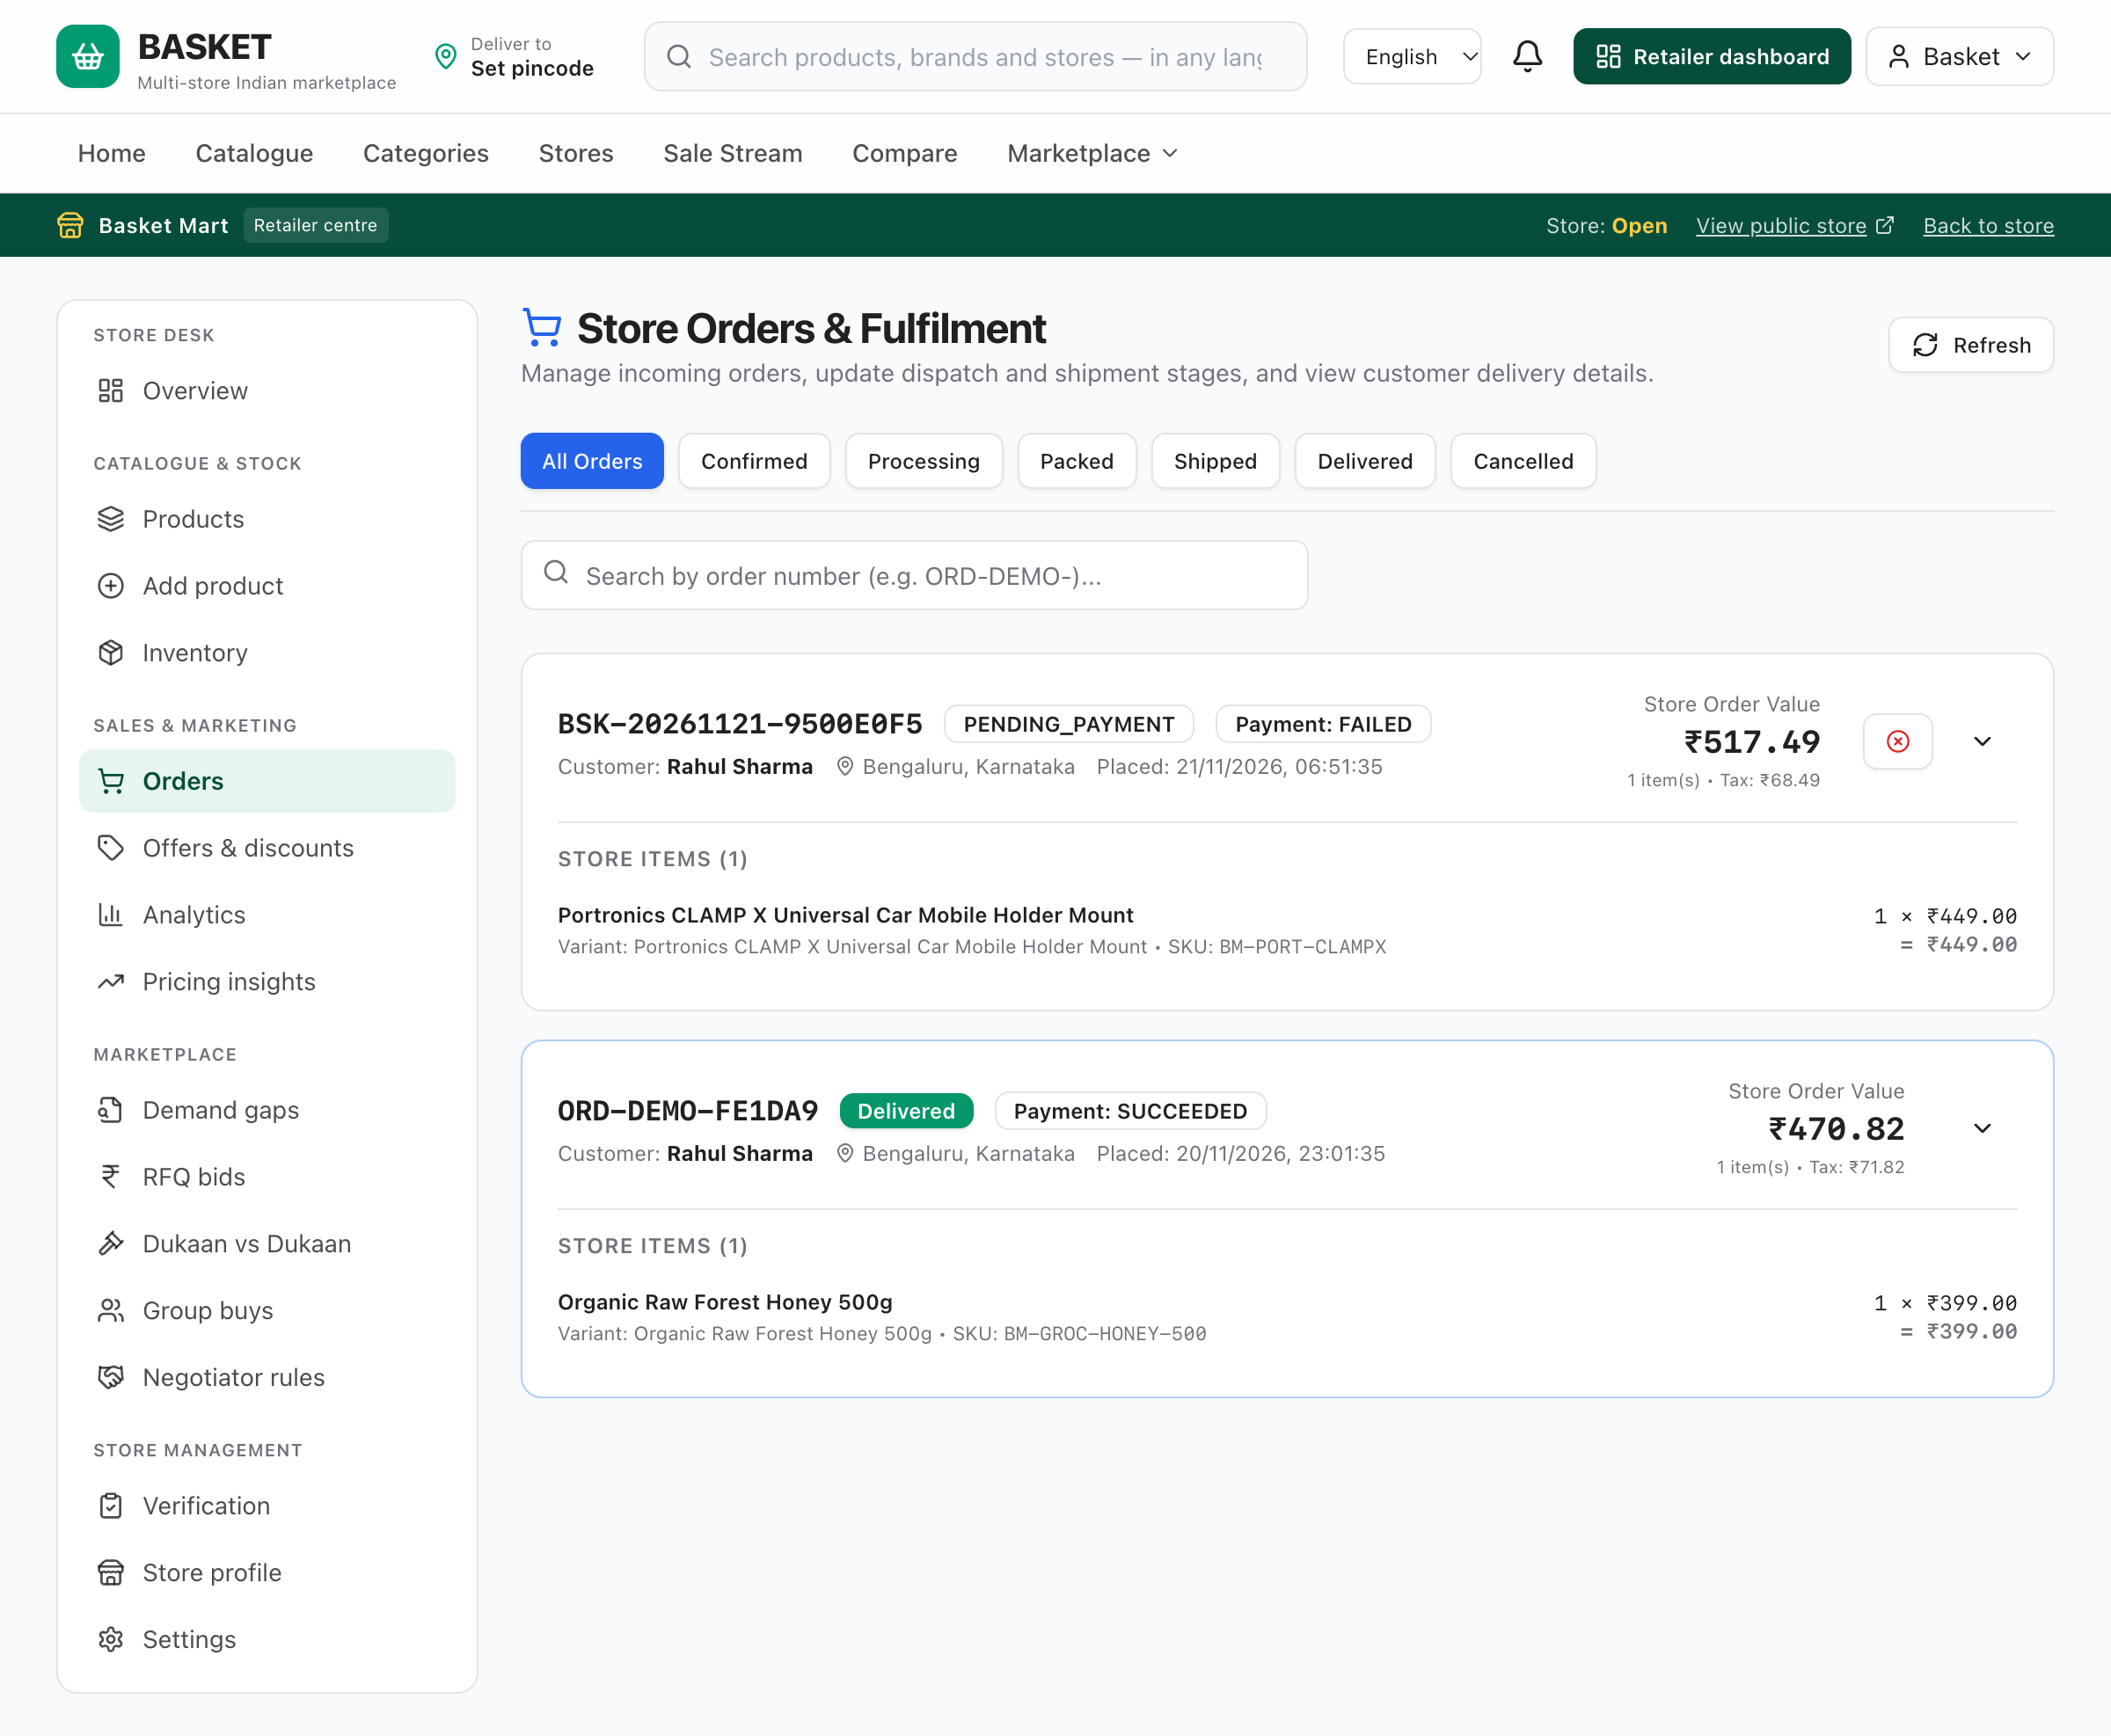 BASKET
Multi-store Indian marketplace
Deliver to
Set pincode
Search products, brands and stores — in any lang
English
Retailer dashboard
Basket
Home
Catalogue
Categories
Stores
Sale Stream
Compare
Marketplace
Basket Mart
Retailer centre
Store: Open
View public store
Back to store
STORE DESK
Overview
CATALOGUE & STOCK
Products
Add product
Inventory
SALES & MARKETING
Orders
Offers & discounts
Analytics
Pricing insights
MARKETPLACE
Demand gaps
RFQ bids
Dukaan vs Dukaan
Group buys
Negotiator rules
STORE MANAGEMENT
Verification
Store profile
Settings
Store Orders & Fulfilment
Manage incoming orders, update dispatch and shipment stages, and view customer delivery details.
Refresh
All Orders
Confirmed
Processing
Packed
Shipped
Delivered
Cancelled
Search by order number (e.g. ORD-DEMO-)...
BSK-20261121-9500E0F5
PENDING_PAYMENT
Payment: FAILED
Customer: Rahul Sharma
Bengaluru, Karnataka
Placed: 21/11/2026, 06:51:35
Store Order Value
₹517.49
1 item(s) • Tax: ₹68.49
STORE ITEMS (1)
Portronics CLAMP X Universal Car Mobile Holder Mount
Variant: Portronics CLAMP X Universal Car Mobile Holder Mount • SKU: BM-PORT-CLAMPX
1 × ₹449.00
= ₹449.00
ORD-DEMO-FE1DA9
Delivered
Payment: SUCCEEDED
Customer: Rahul Sharma
Bengaluru, Karnataka
Placed: 20/11/2026, 23:01:35
Store Order Value
₹470.82
1 item(s) • Tax: ₹71.82
STORE ITEMS (1)
Organic Raw Forest Honey 500g
Variant: Organic Raw Forest Honey 500g • SKU: BM-GROC-HONEY-500
1 × ₹399.00
= ₹399.00